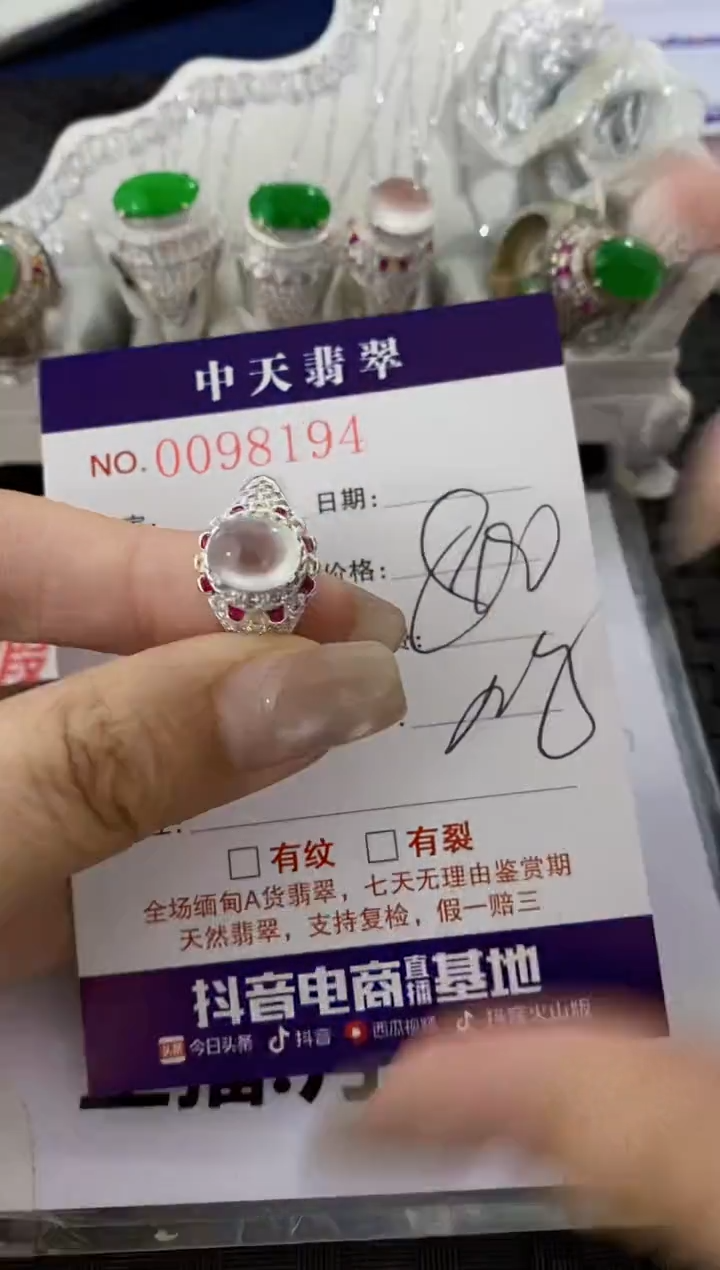 中天翡翠
NO.0098194
日期：
价格：
□有纹 □有裂
全场缅甸A货翡翠，七天无理由鉴赏期
天然翡翠，支持复检，假一赔三
抖音电商直播基地
头条 今日头条 抖音 西瓜视频 抖音火山版